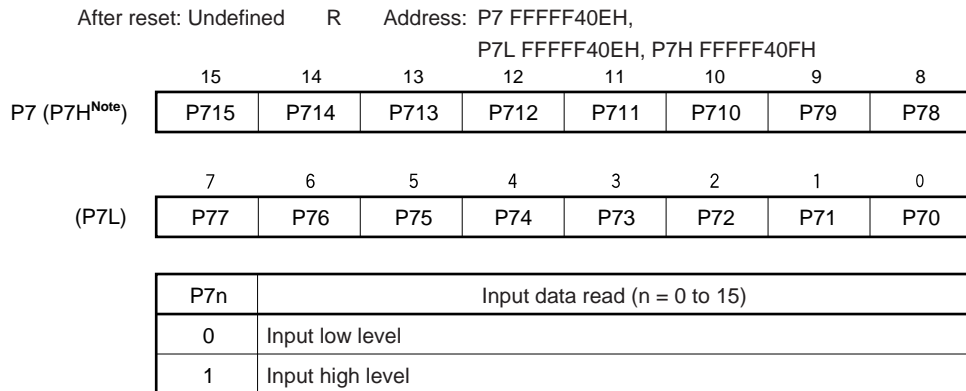 After reset: Undefined R Address: P7 FFFFF40EH,
P7L FFFFF40EH, P7H FFFFF40FH
15 14 13 12 11 10 9 8
P7 (P7HNote) P715 P714 P713 P712 P711 P710 P79 P78
7 6 5 4 3 2 1 0
(P7L) P77 P76 P75 P74 P73 P72 P71 P70
P7n Input data read (n = 0 to 15)
0 Input low level
1 Input high level